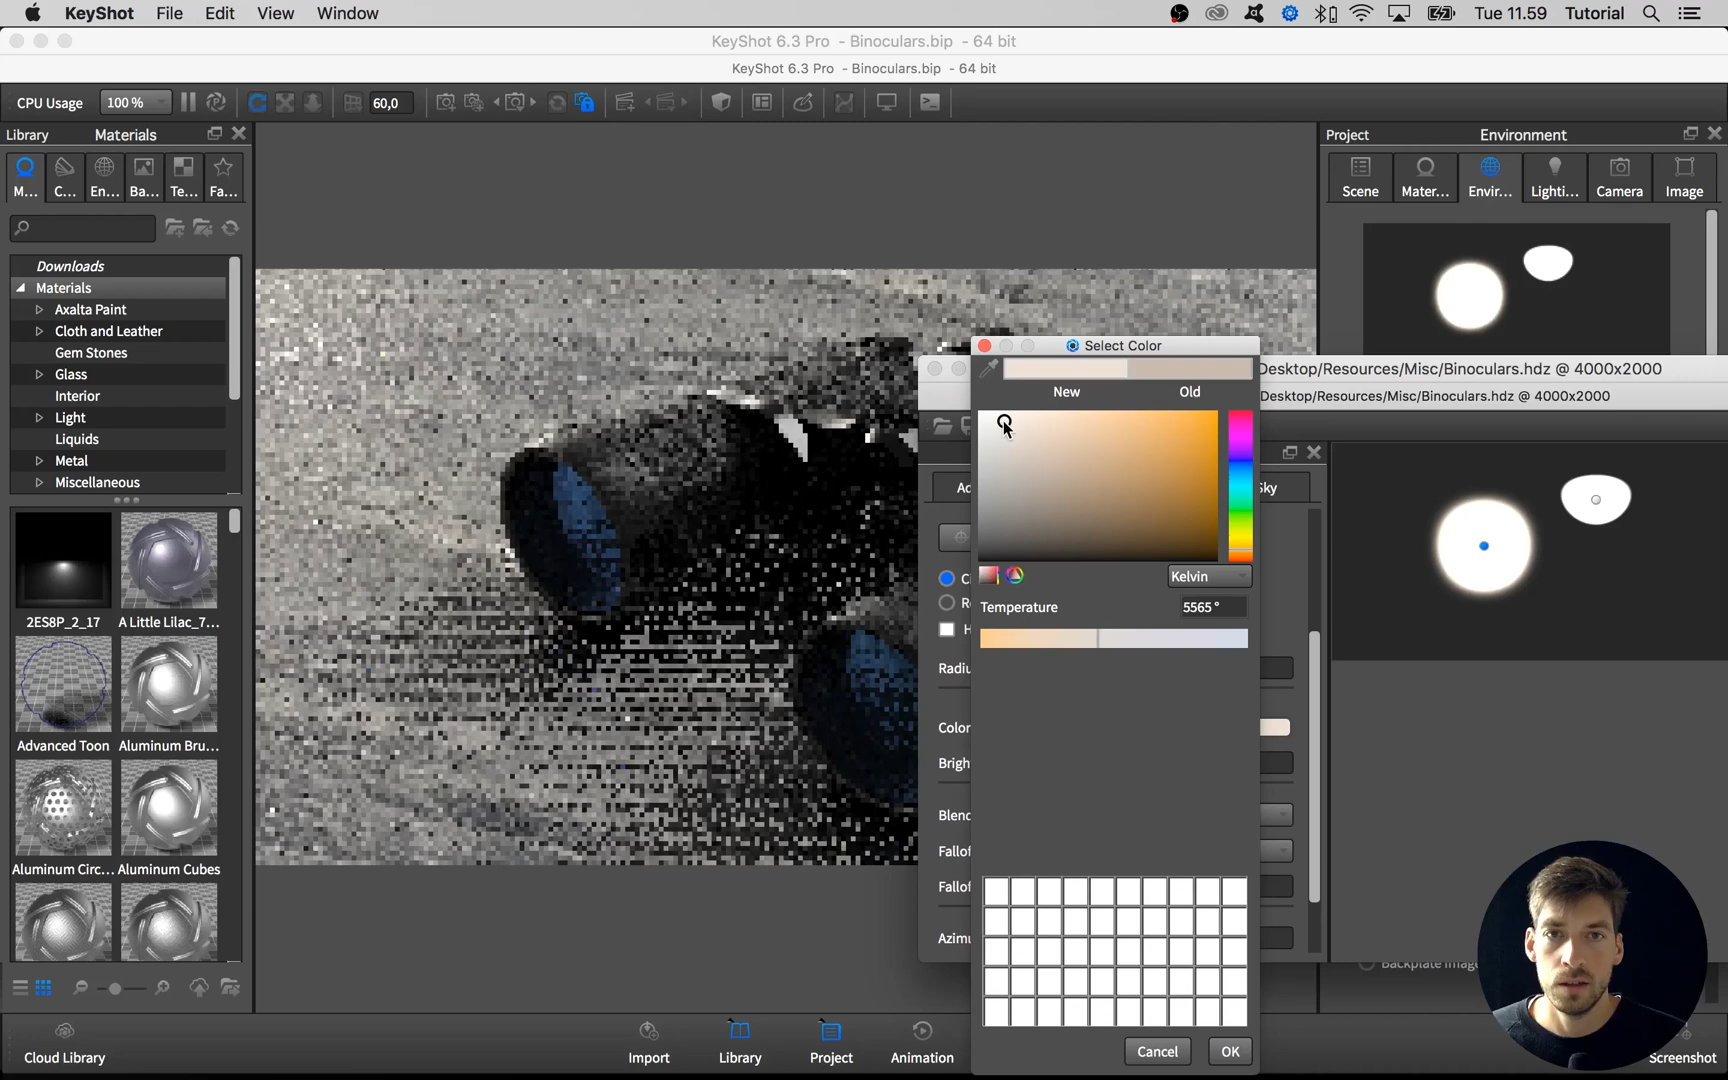 KeyShot File Edit View Window Tue 11.59 Tutorial
KeyShot 6.3 Pro - Binoculars.bip - 64 bit
KeyShot 6.3 Pro - Binoculars.bip - 64 bit
CPU Usage 100 % 60,0
Library Materials
Project Environment
M... C... En... Ba... Te... Fa...
Scene Mater... Envir... Lighti... Camera Image
Downloads
Materials
Axalta Paint
Cloth and Leather
Gem Stones
Glass
Interior
Light
Liquids
Metal
Miscellaneous
2ES8P_2_17 A Little Lilac_7...
Advanced Toon Aluminum Bru...
Aluminum Circ... Aluminum Cubes
Select Color
New Old
Kelvin
Temperature 5565 °
Cancel OK
Desktop/Resources/Misc/Binoculars.hdz @ 4000x2000
Desktop/Resources/Misc/Binoculars.hdz @ 4000x2000
Ad Sky
Radiu
Color
Brigh
Blenc
Fallof
Fallof
Azimu
Backplate Image
Cloud Library Import Library Project Animation Screenshot